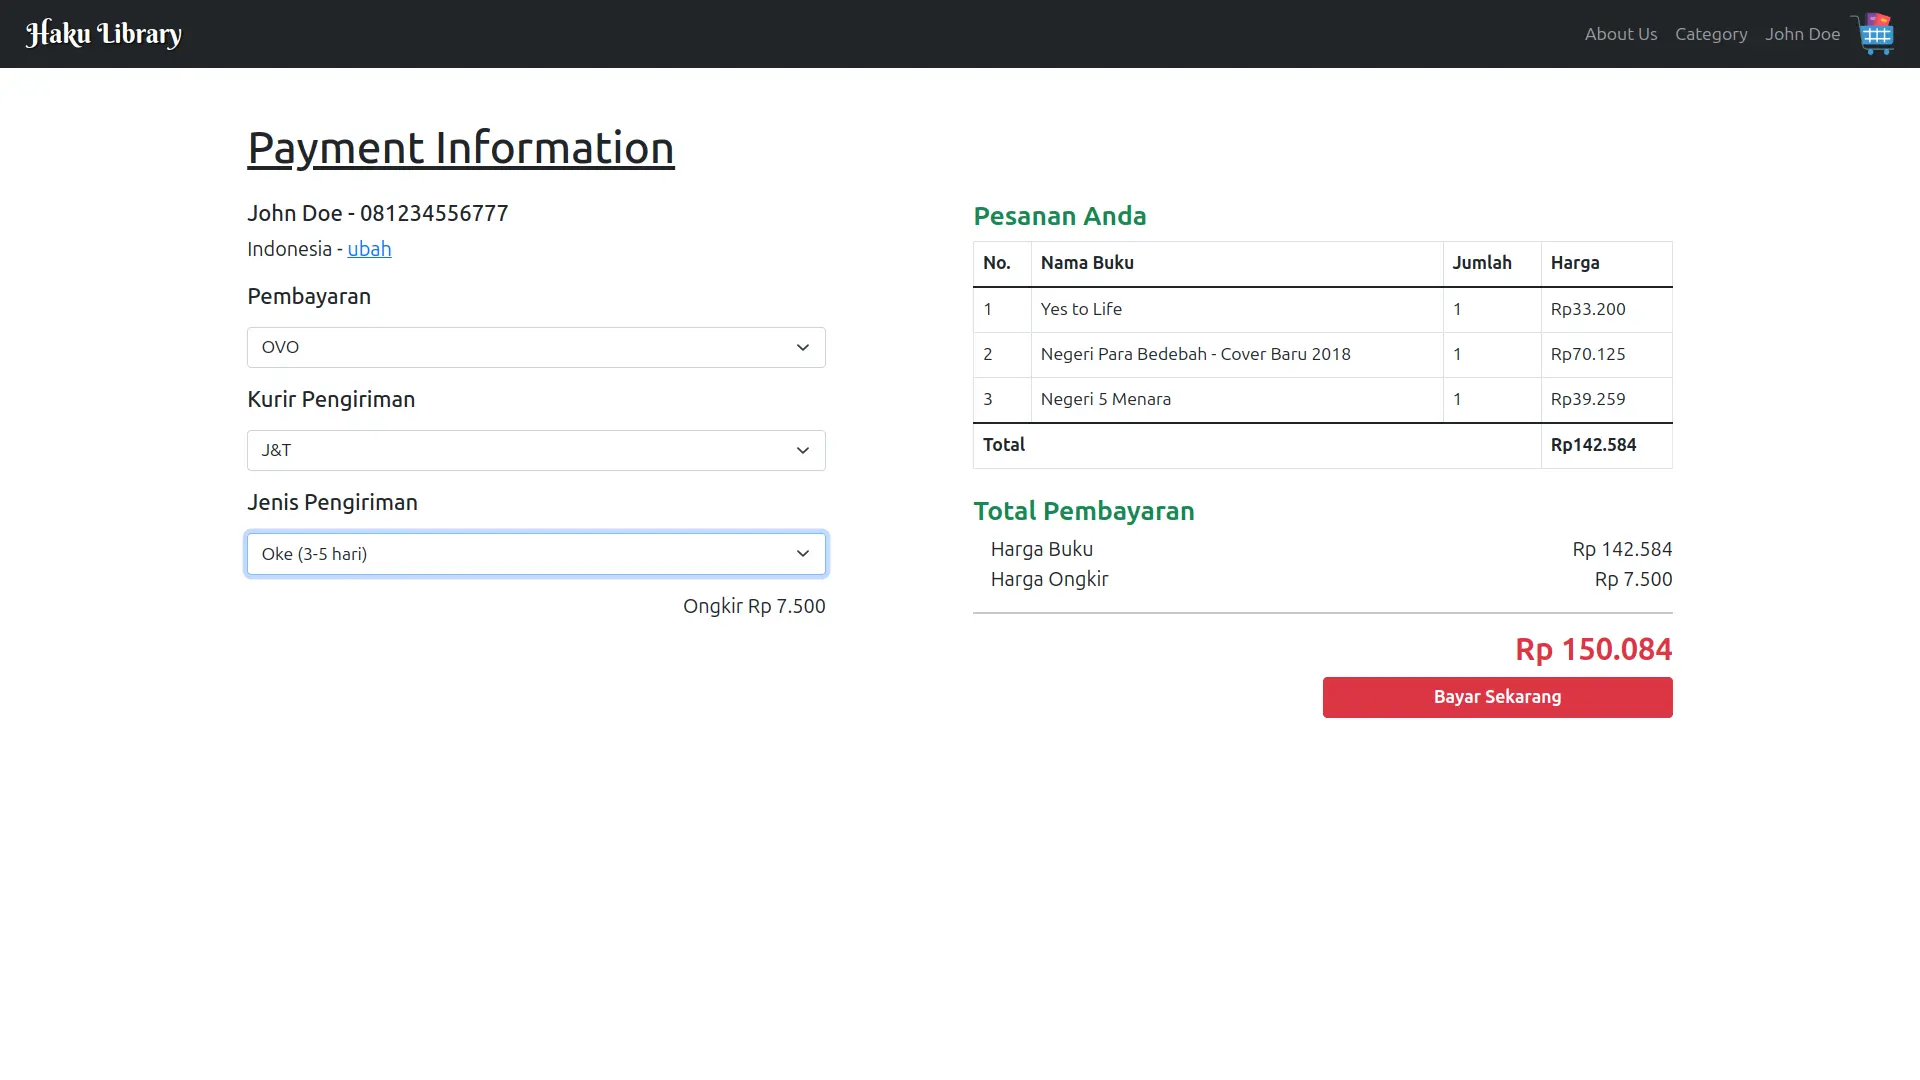 Haku Library
About Us Category John Doe
Payment Information
John Doe - 081234556777
Indonesia - ubah
Pembayaran
OVO
Kurir Pengiriman
J&T
Jenis Pengiriman
Oke (3-5 hari)
Ongkir Rp 7.500
Pesanan Anda
No. Nama Buku Jumlah Harga
1 Yes to Life 1 Rp33.200
2 Negeri Para Bedebah - Cover Baru 2018 1 Rp70.125
3 Negeri 5 Menara 1 Rp39.259
Total Rp142.584
Total Pembayaran
Harga Buku Rp 142.584
Harga Ongkir Rp 7.500
Rp 150.084
Bayar Sekarang